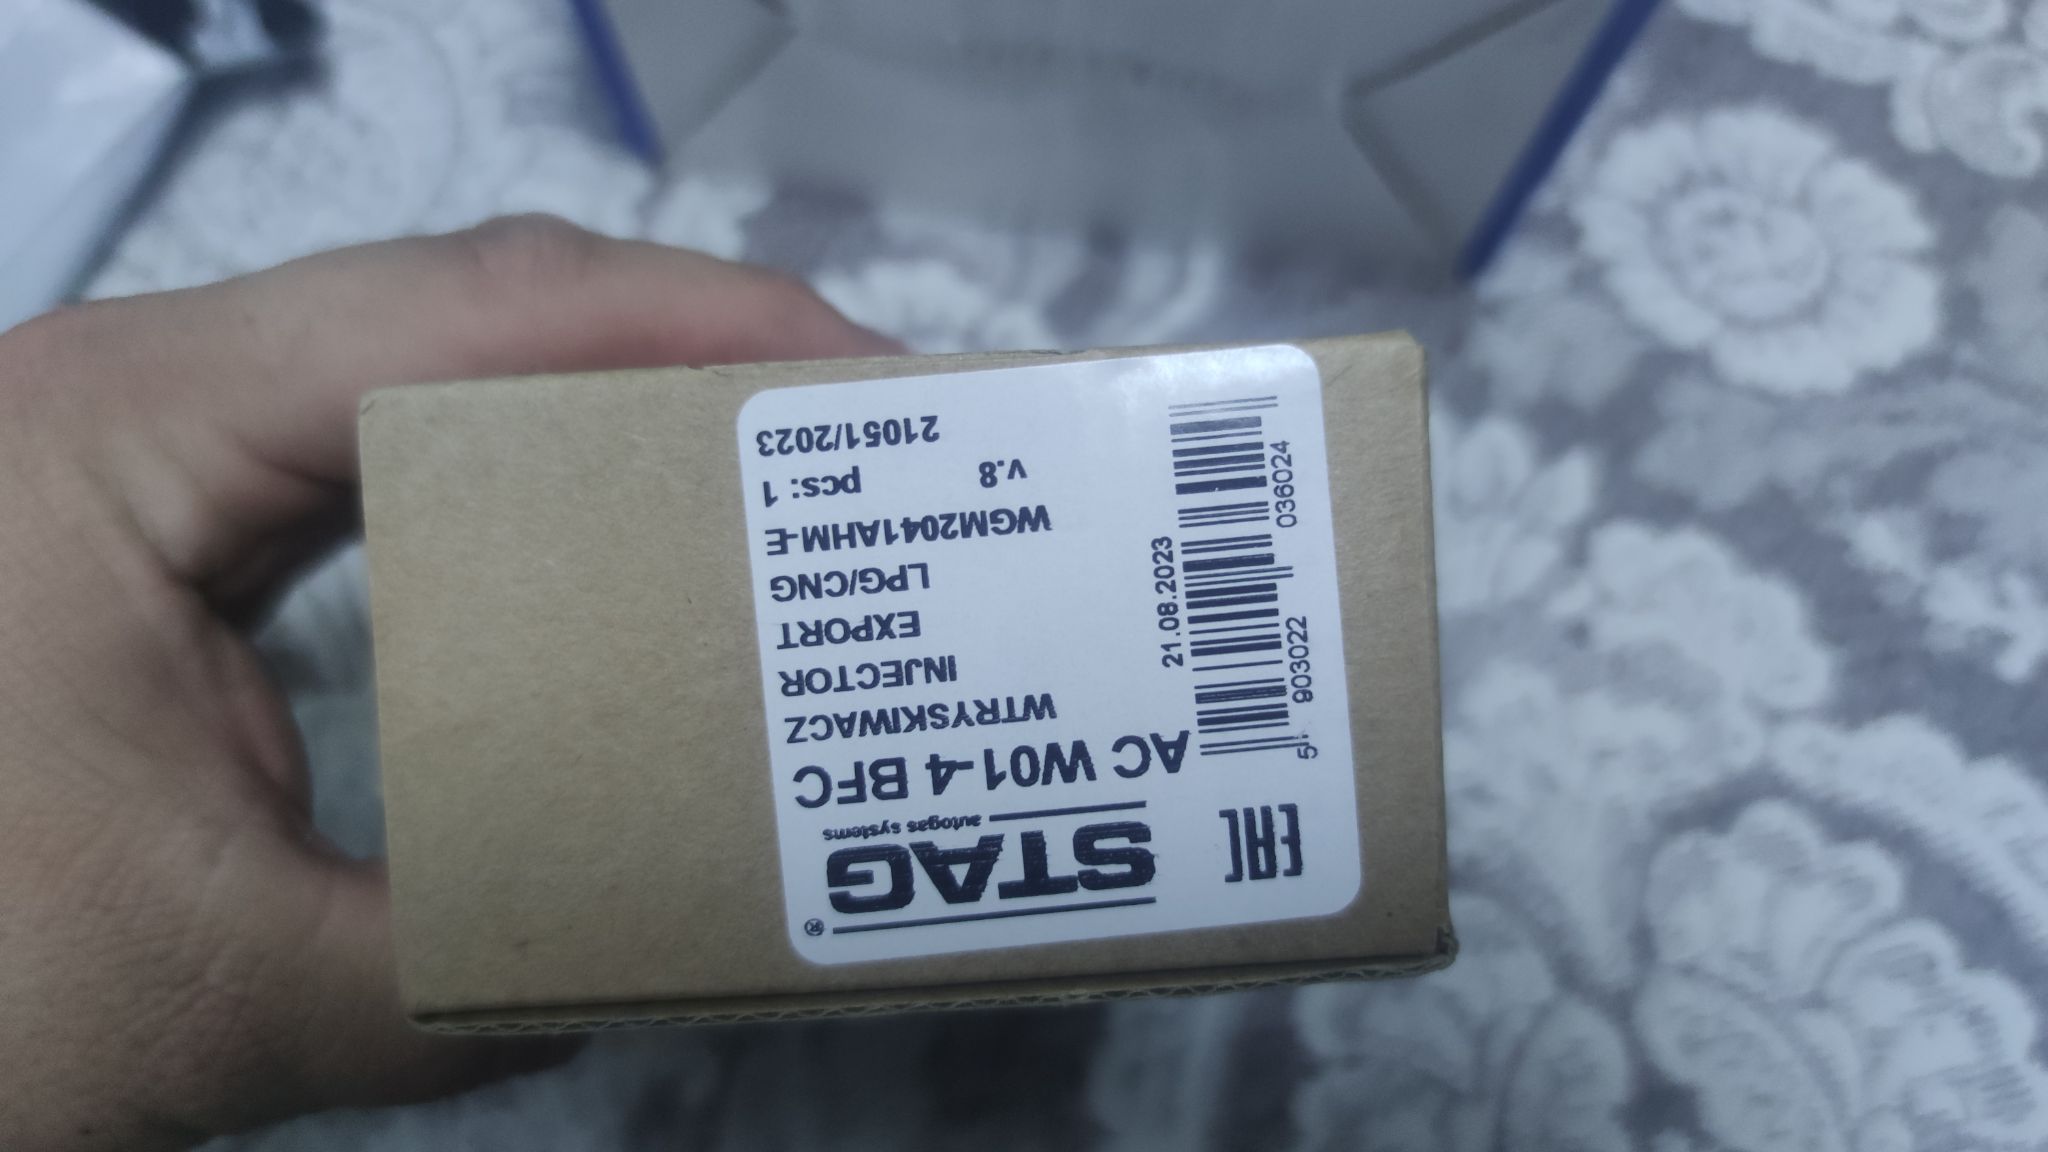 STAG®
autogas systems
EAC
AC W01-4 BFC
WTRYSKIWACZ
INJECTOR
EXPORT
LPG/CNG
WGM2041AHM-E
v.8 pcs: 1
21051/2023
21.08.2023
5 903022 036024